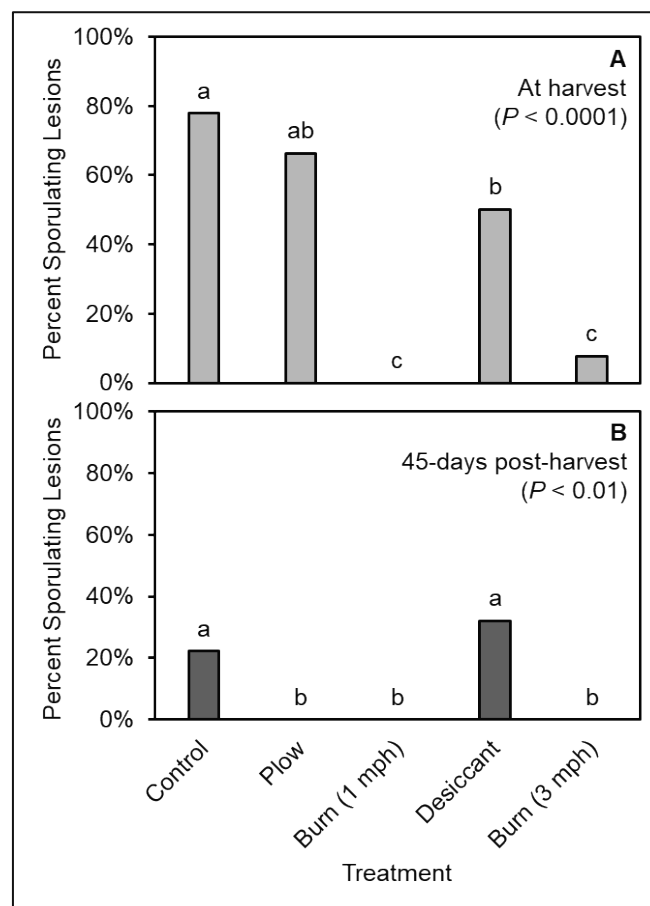 100%
80%
60%
40%
20%
0%
Percent Sporulating Lesions
A
At harvest
(P < 0.0001)
a
ab
c
b
c
100%
80%
60%
40%
20%
0%
Percent Sporulating Lesions
B
45-days post-harvest
(P < 0.01)
a
b
b
a
b
Control
Plow
Burn (1 mph)
Desiccant
Burn (3 mph)
Treatment